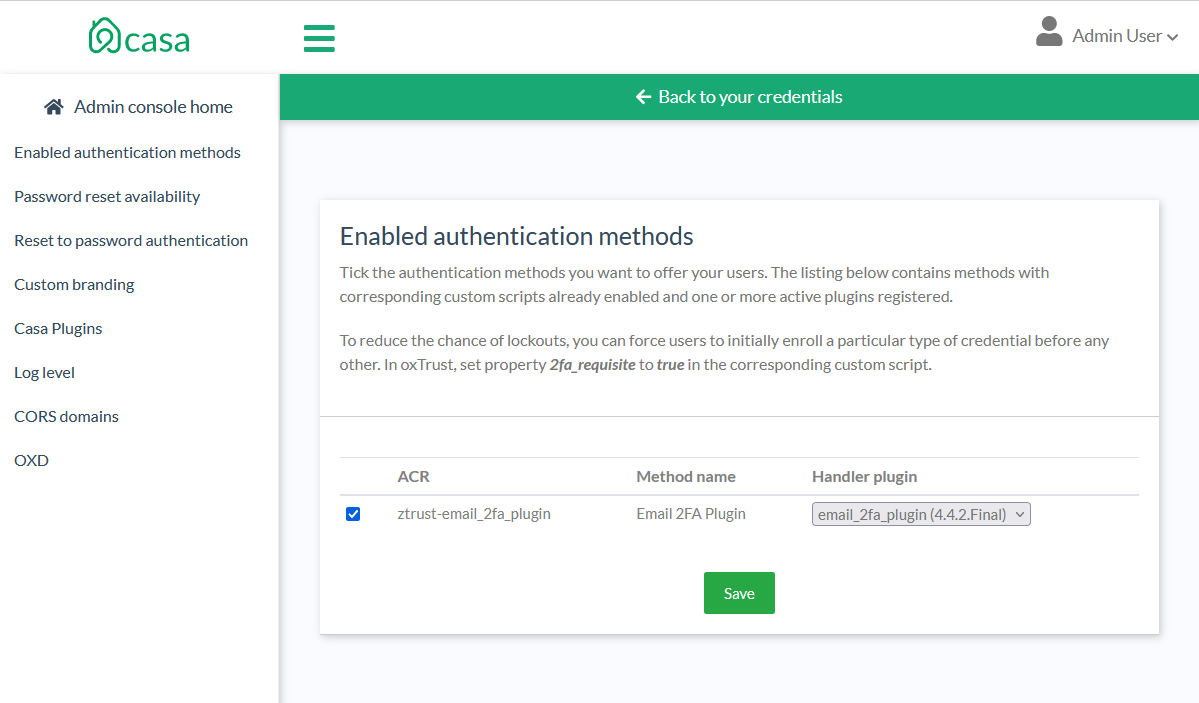 casa
Admin User
Admin console home
Back to your credentials
Enabled authentication methods
Password reset availability
Reset to password authentication
Custom branding
Casa Plugins
Log level
CORS domains
OXD
Enabled authentication methods
Tick the authentication methods you want to offer your users. The listing below contains methods with
corresponding custom scripts already enabled and one or more active plugins registered.
To reduce the chance of lockouts, you can force users to initially enroll a particular type of credential before any
other. In oxTrust, set property 2fa_requisite to true in the corresponding custom script.
ACR Method name Handler plugin
ztrust-email_2fa_plugin Email 2FA Plugin email_2fa_plugin (4.4.2.Final)
Save